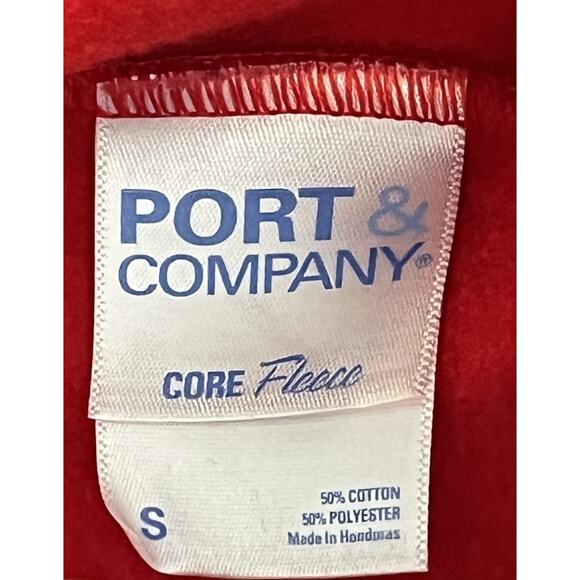 PORT &
COMPANY®
CORE Fleece
S
50% COTTON
50% POLYESTER
Made In Honduras